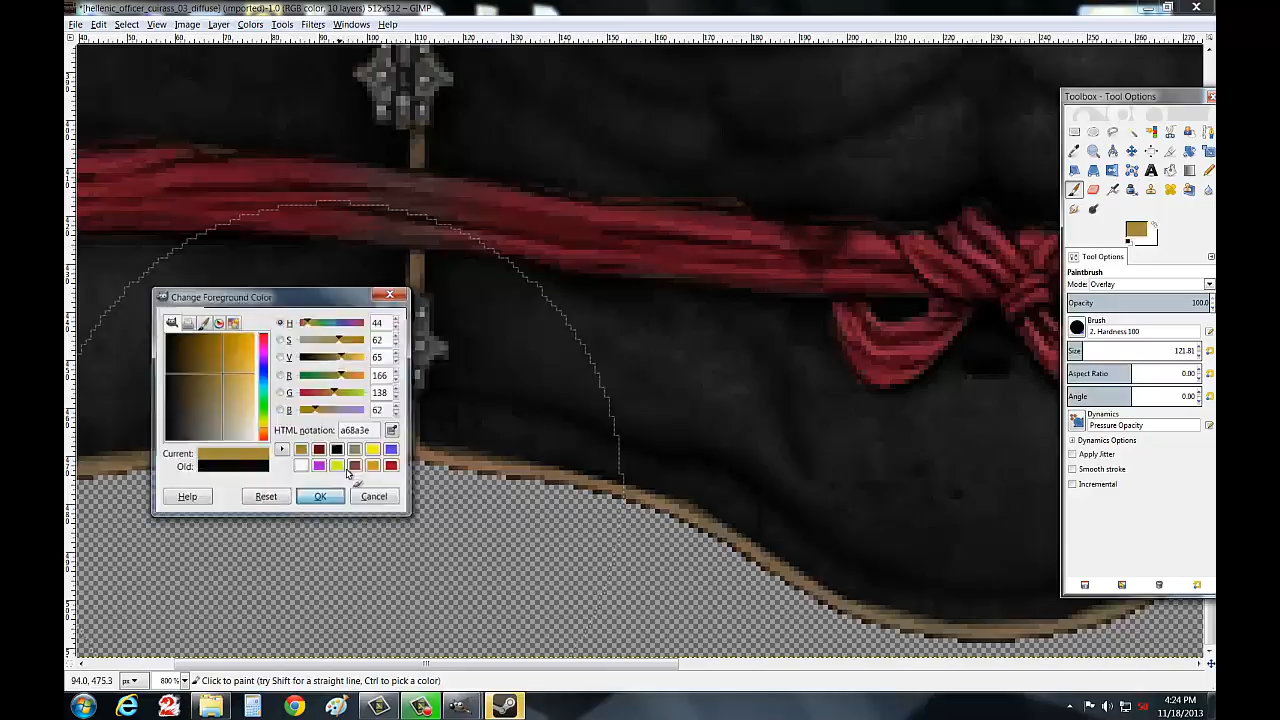 *[hellenic_officer_cuirass_03_diffuse] (imported)-1.0 (RGB color, 10 layers) 512x512 – GIMP
File Edit Select View Image Layer Colors Tools Filters Windows Help
Toolbox - Tool Options
Tool Options
Paintbrush
Mode: Overlay
Opacity 100.0
Brush
2. Hardness 100
Size 121.81
Aspect Ratio 0.00
Angle 0.00
Dynamics
Pressure Opacity
Dynamics Options
Apply Jitter
Smooth stroke
Incremental
Change Foreground Color
H 44
S 62
V 65
R 166
G 138
B 62
HTML notation: a68a3e
Current:
Old:
Help Reset OK Cancel
94.0, 475.3 px 800 % Click to paint (try Shift for a straight line, Ctrl to pick a color)
4:24 PM
11/18/2013